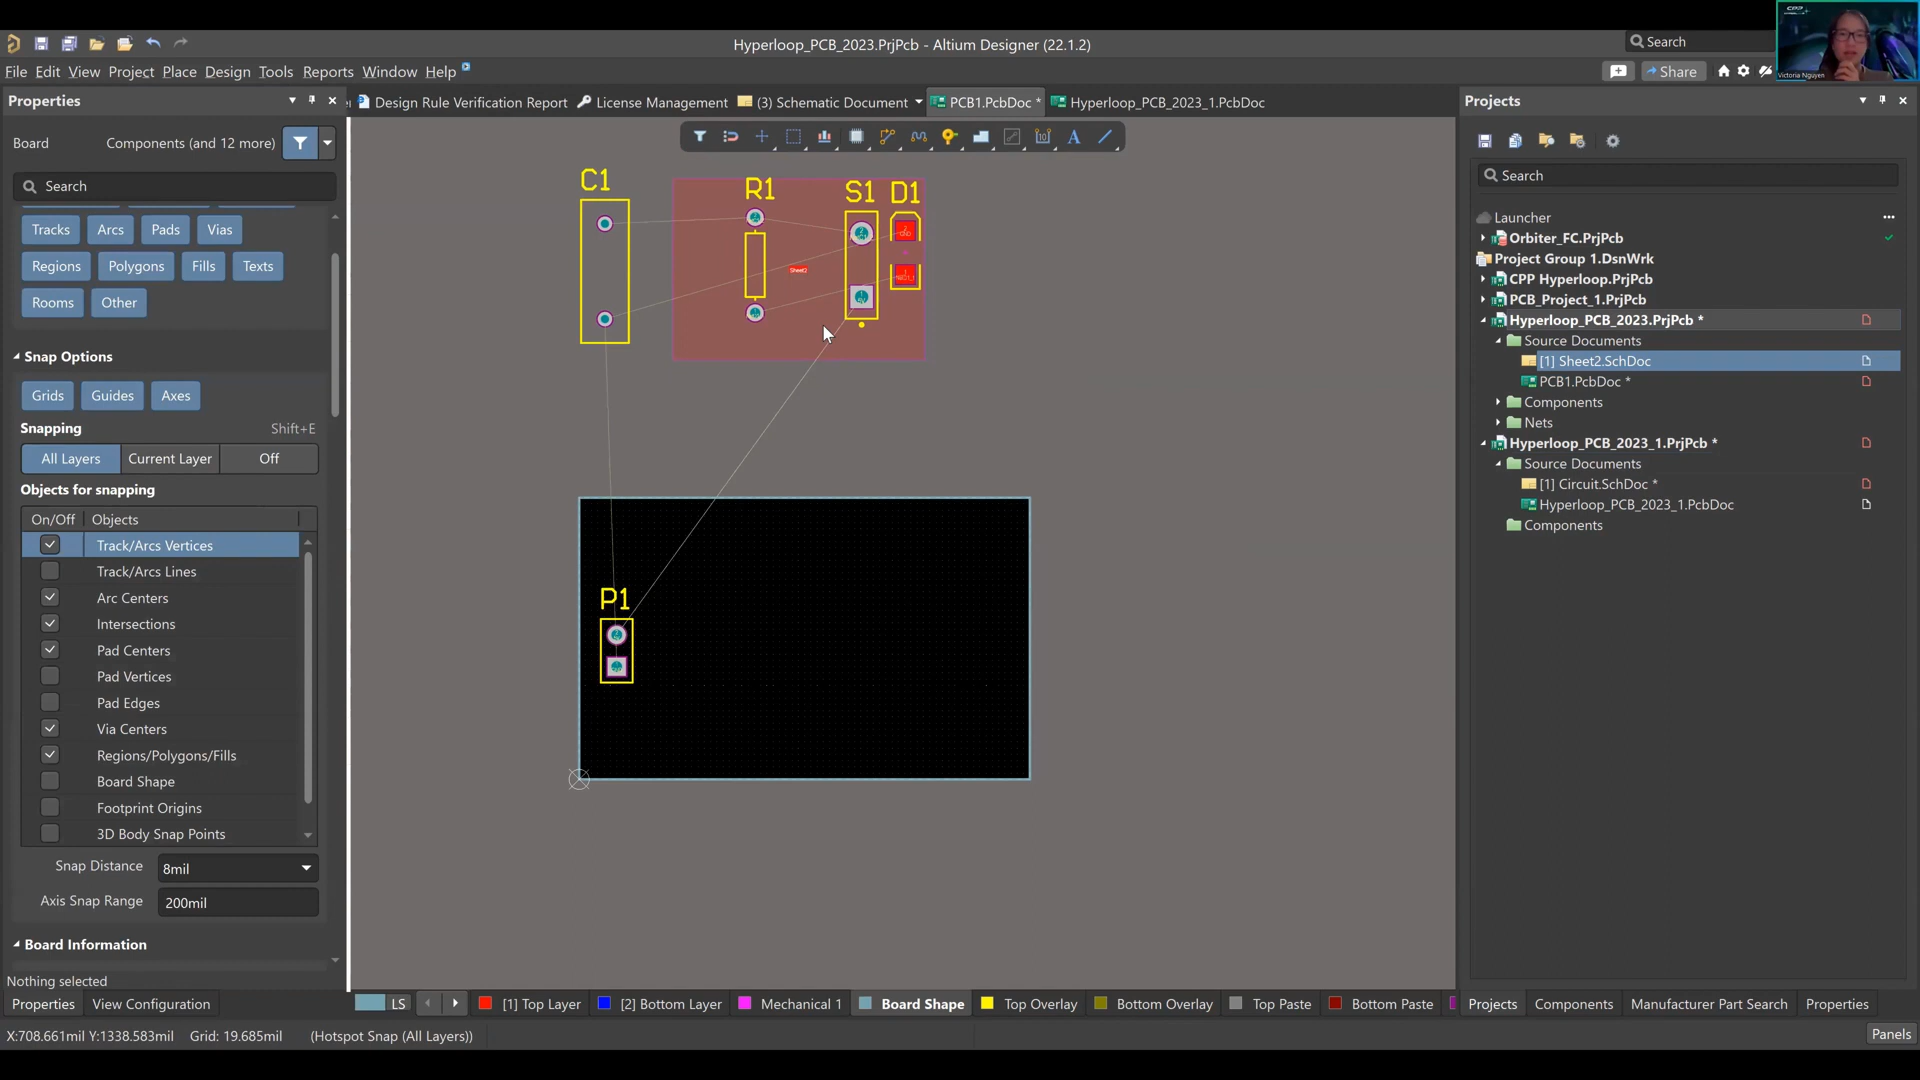 Hyperloop_PCB_2023.PrjPcb - Altium Designer (22.1.2)
Search
CPP
Victoria Nguyen
File Edit View Project Place Design Tools Reports Window Help
Share
Properties
Design Rule Verification Report
License Management
(3) Schematic Document
PCB1.PcbDoc *
Hyperloop_PCB_2023_1.PcbDoc
Projects
Board
Components (and 12 more)
Search
Tracks Arcs Pads Vias
Regions Polygons Fills Texts
Rooms Other
Snap Options
Grids Guides Axes
Snapping
Shift+E
All Layers Current Layer Off
Objects for snapping
On/Off Objects
Track/Arcs Vertices
Track/Arcs Lines
Arc Centers
Intersections
Pad Centers
Pad Vertices
Pad Edges
Via Centers
Regions/Polygons/Fills
Board Shape
Footprint Origins
3D Body Snap Points
Snap Distance 8mil
Axis Snap Range 200mil
Board Information
Nothing selected
Properties View Configuration
C1
R1
S1
D1
Sheet2
P1
Search
Launcher
Orbiter_FC.PrjPcb
Project Group 1.DsnWrk
CPP Hyperloop.PrjPcb
PCB_Project_1.PrjPcb
Hyperloop_PCB_2023.PrjPcb *
Source Documents
[1] Sheet2.SchDoc
PCB1.PcbDoc *
Components
Nets
Hyperloop_PCB_2023_1.PrjPcb *
Source Documents
[1] Circuit.SchDoc *
Hyperloop_PCB_2023_1.PcbDoc
Components
LS
[1] Top Layer
[2] Bottom Layer
Mechanical 1
Board Shape
Top Overlay
Bottom Overlay
Top Paste
Bottom Paste
Projects Components Manufacturer Part Search Properties
X:708.661mil Y:1338.583mil Grid: 19.685mil (Hotspot Snap (All Layers))
Panels